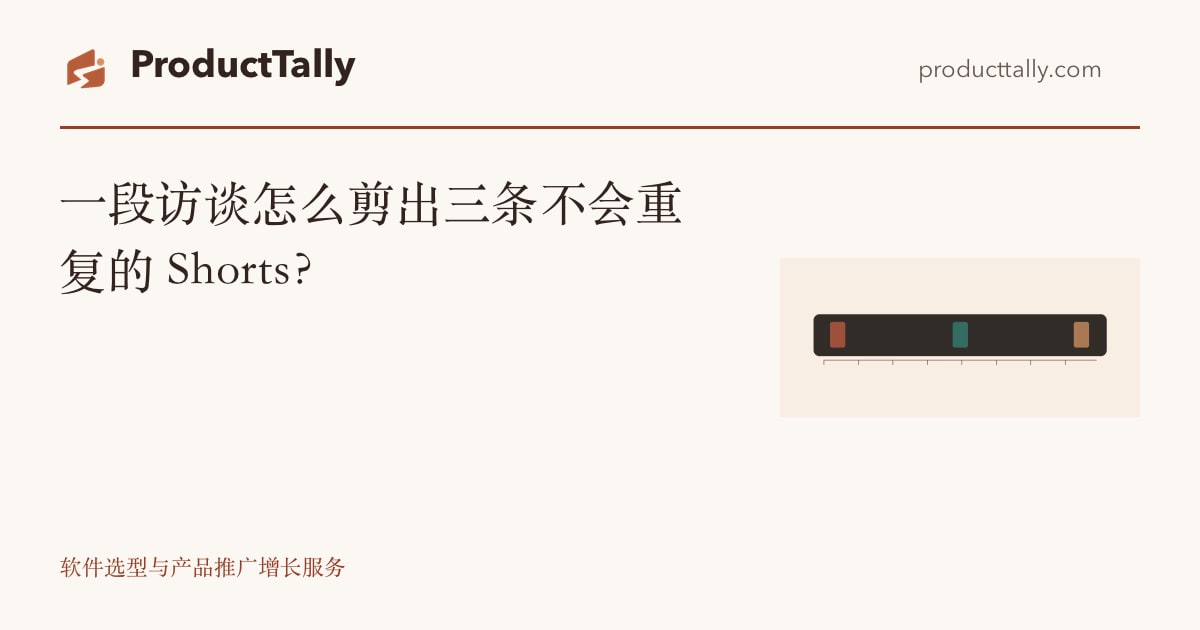 ProductTally
producttally.com
一段访谈怎么剪出三条不会重
复的 Shorts?
软件选型与产品推广增长服务